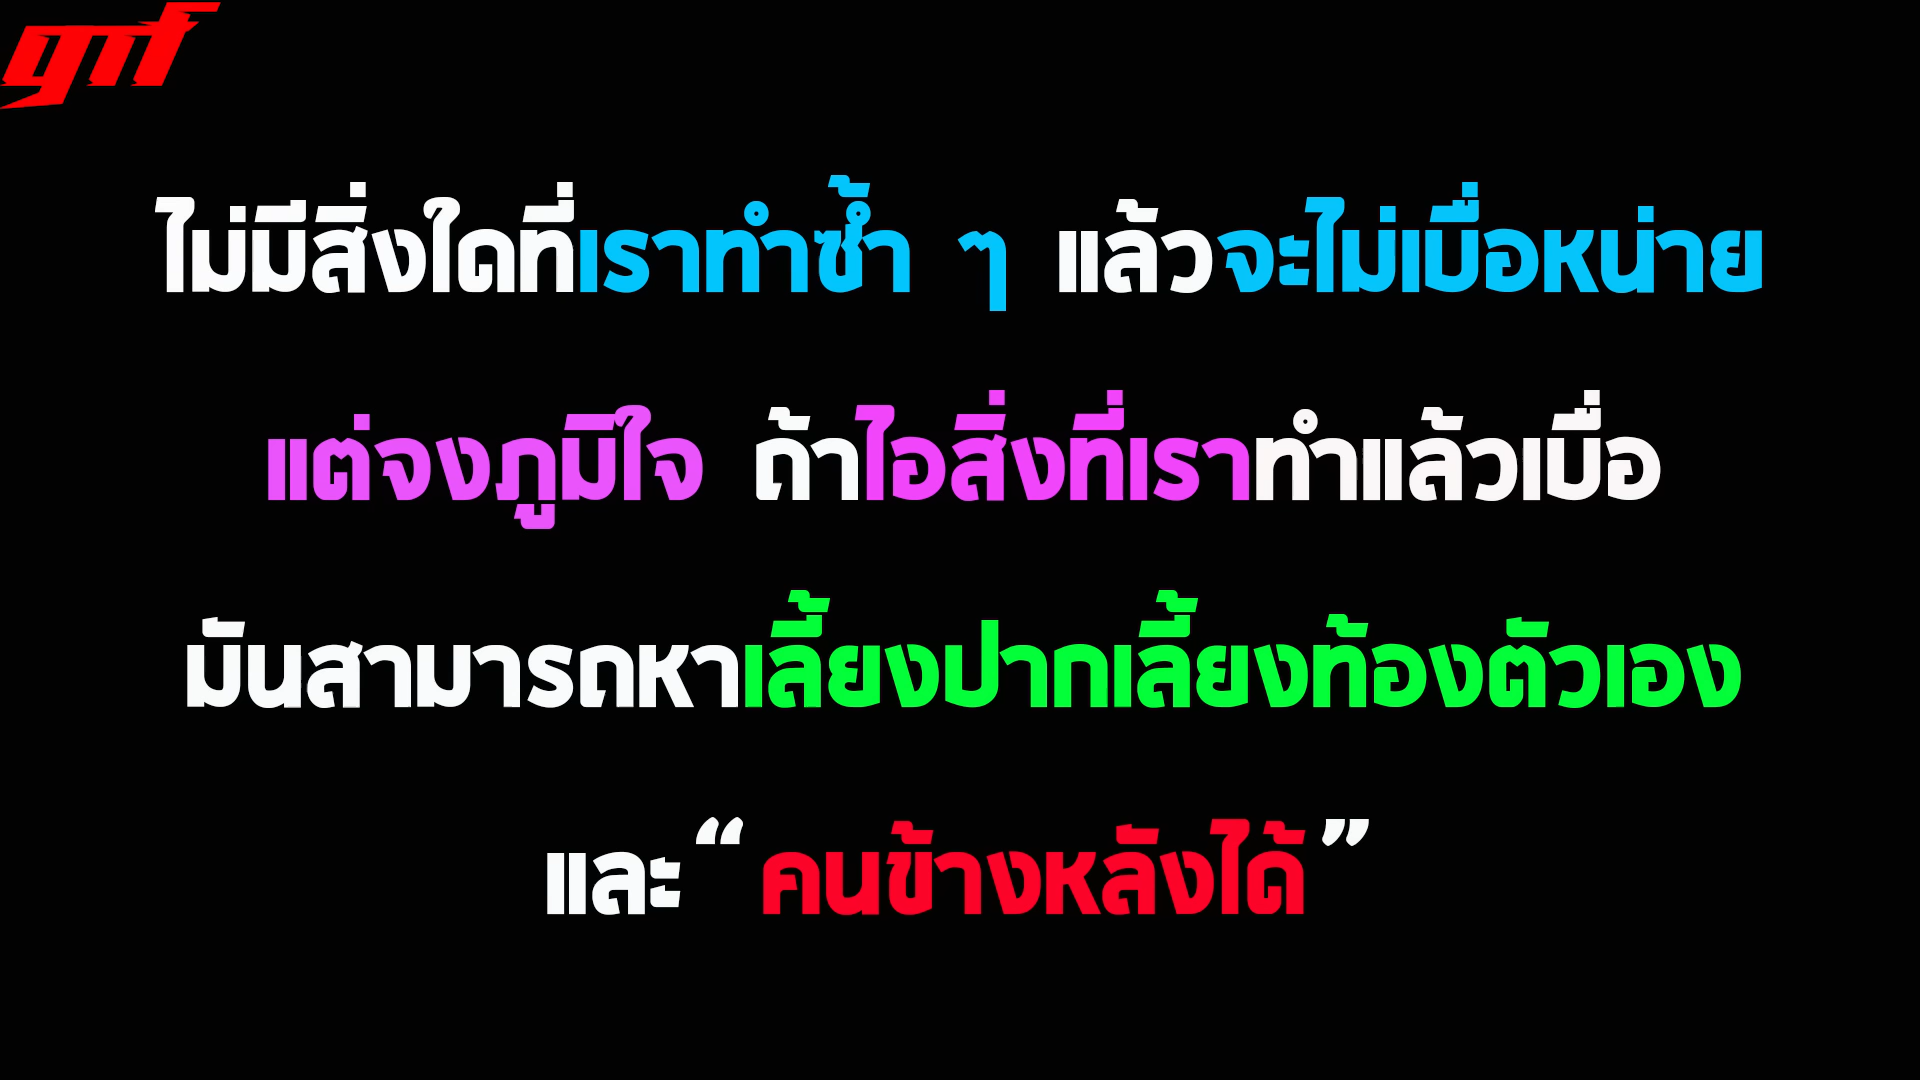 ไม่มีสิ่งใดที่เราทำซ้ำ ๆ แล้วจะไม่เบื่อหน่าย
แต่จงภูมิใจ ถ้าไอสิ่งที่เราทำแล้วเบื่อ
มันสามารถหาเลี้ยงปากเลี้ยงท้องตัวเอง
และ “คนข้างหลังได้”